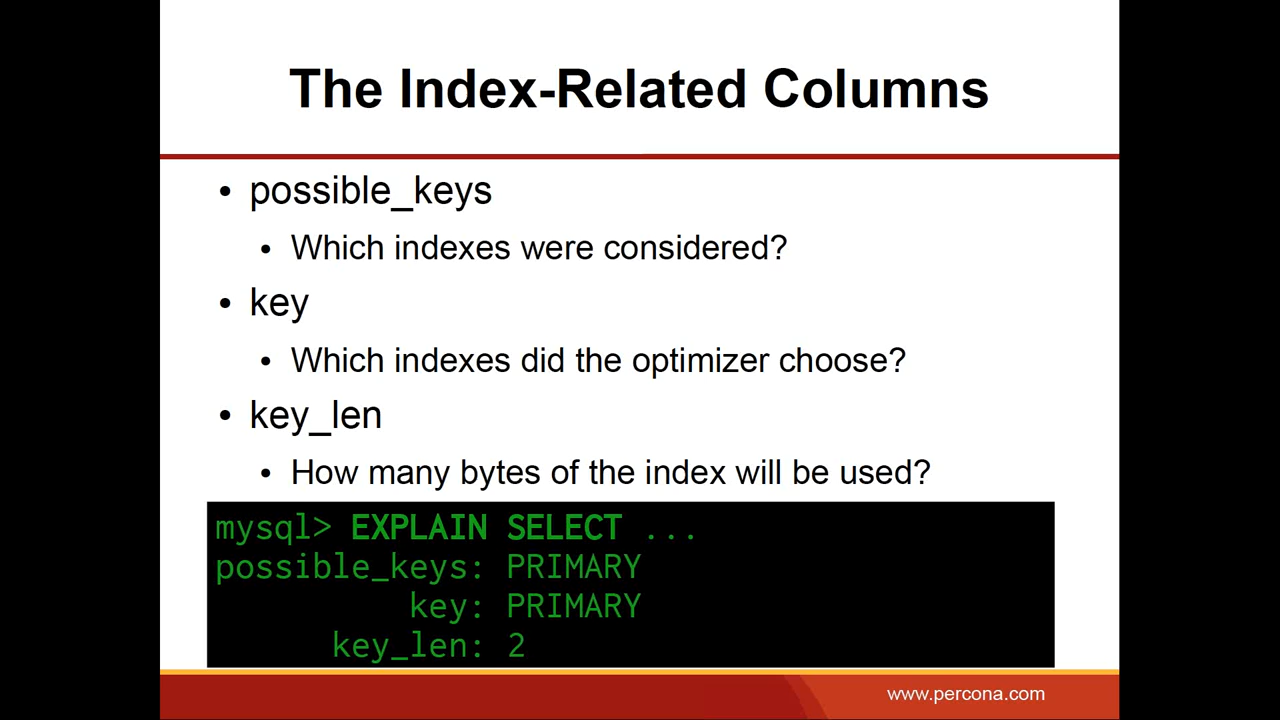 The Index-Related Columns
• possible_keys
• Which indexes were considered?
• key
• Which indexes did the optimizer choose?
• key_len
• How many bytes of the index will be used?
mysql> EXPLAIN SELECT ...
possible_keys: PRIMARY
key: PRIMARY
key_len: 2
www.percona.com